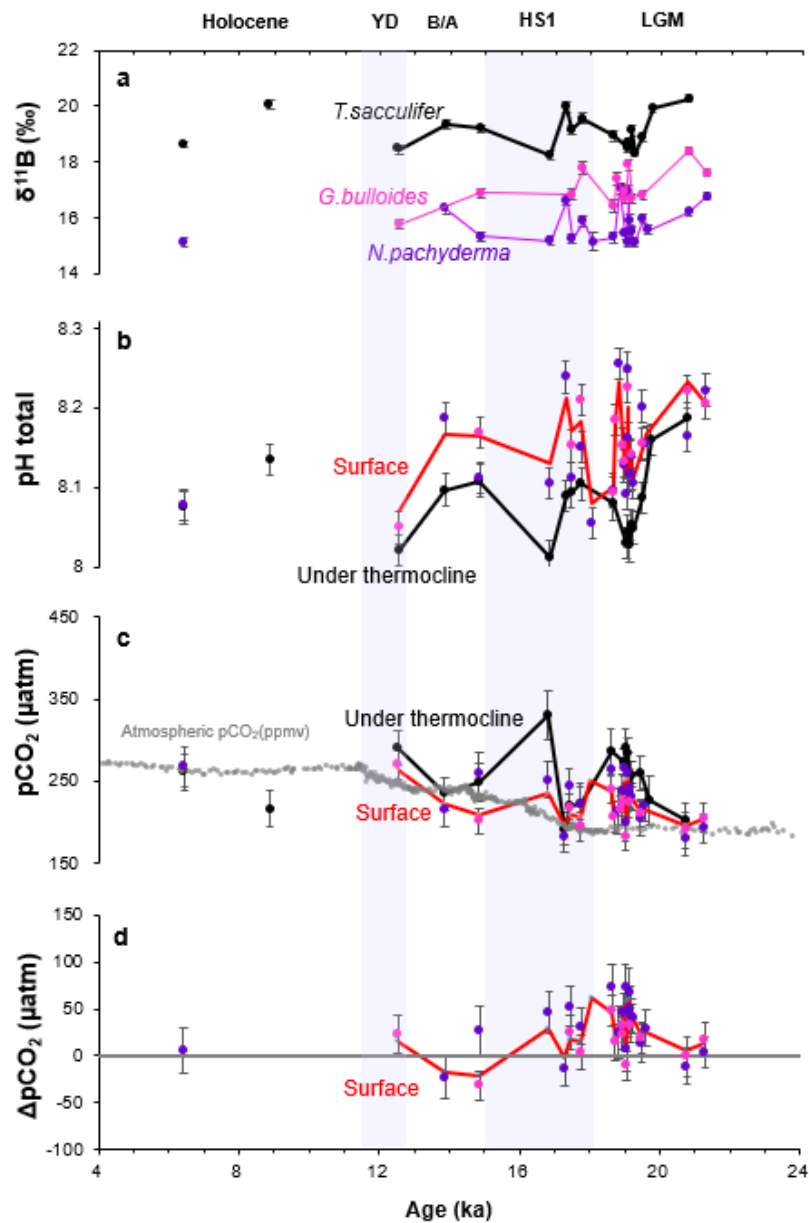 Holocene YD B/A HS1 LGM
a
22
20
18
16
14
δ¹¹B (‰)
T.sacculifer
G.bulloides
N.pachyderma
b
8.3
8.2
8.1
8
pH total
Surface
Under thermocline
c
450
350
250
150
pCO₂ (µatm)
Under thermocline
Atmospheric pCO₂(ppmv)
Surface
d
150
100
50
0
-50
-100
ΔpCO₂ (µatm)
Surface
4 8 12 16 20 24
Age (ka)